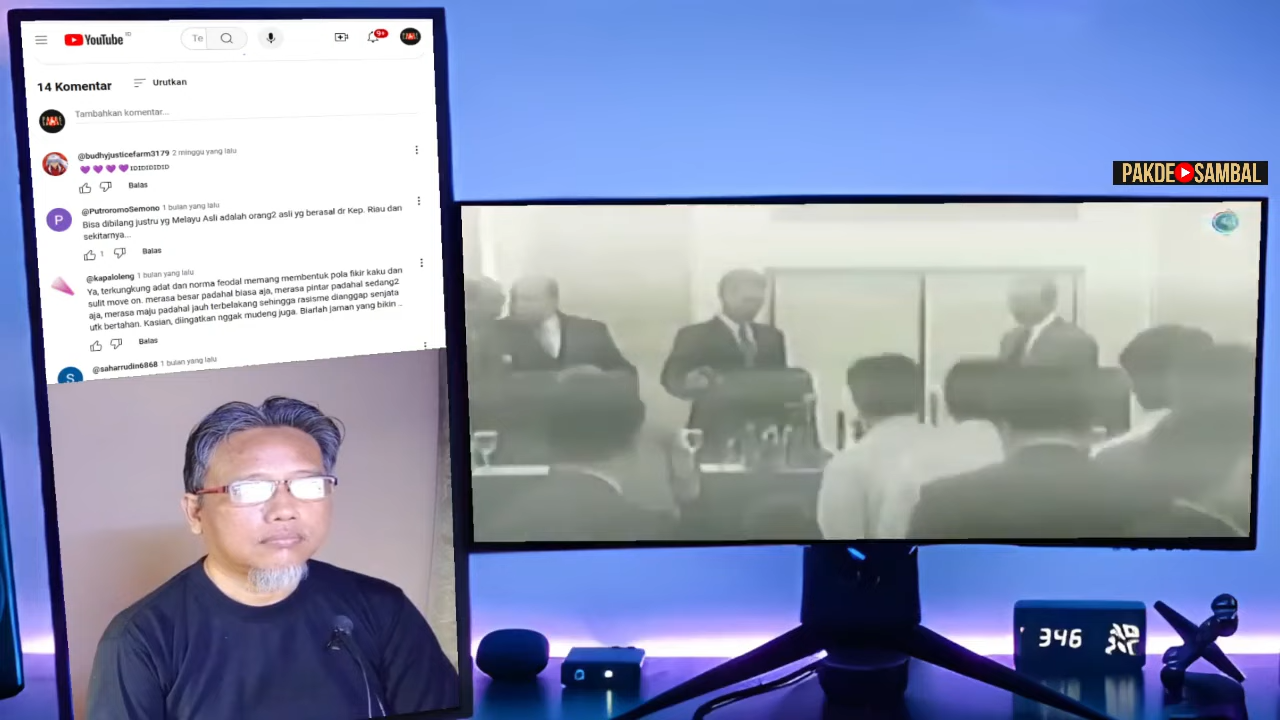 YouTube ID
Te
9+
14 Komentar
Urutkan
Tambahkan komentar...
@budhyjusticefarm3179 2 minggu yang lalu
💜💜💜💜IDIDIDIDID
Balas
P
@PutroromoSemono 1 bulan yang lalu
Bisa dibilang justru yg Melayu Asli adalah orang2 asli yg berasal dr Kep. Riau dan
sekitarnya...
1
Balas
@kapaloleng 1 bulan yang lalu
Ya, terkungkung adat dan norma feodal memang membentuk pola fikir kaku dan
sulit move on. merasa besar padahal biasa aja, merasa pintar padahal sedang2
aja, merasa maju padahal jauh terbelakang sehingga rasisme dianggap senjata
utk bertahan. Kasian, diingatkan nggak mudeng juga. Biarlah jaman yang bikin ..
Balas
S
@saharrudin6868 1 bulan yang lalu
PAKDE SAMBAL
346